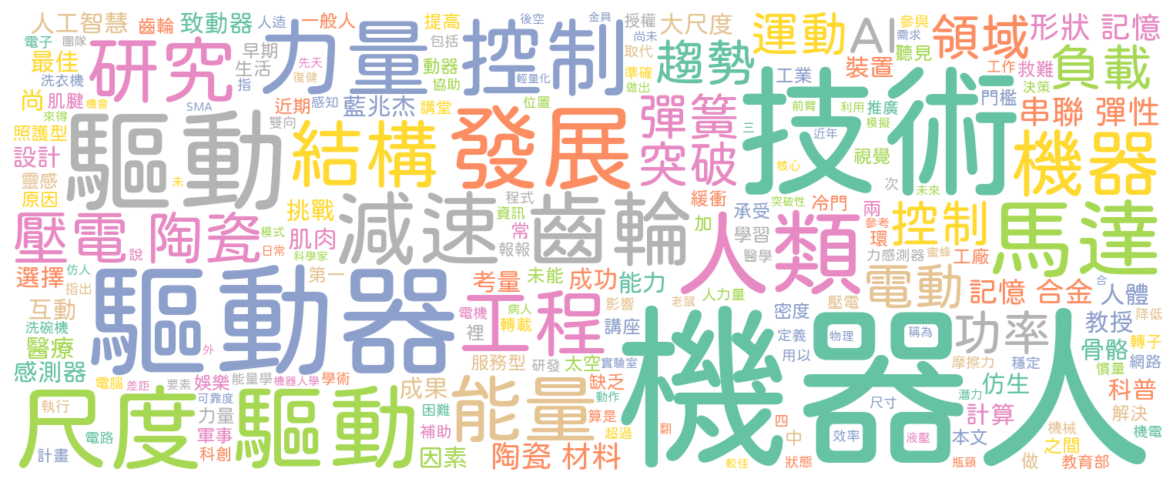 人工智慧 齒輪 致動器 人造 一般人 提高 後空 金具 授權 大尺度 運動 AI 參與 需求 領域 形狀 記憶
電子 團隊 研究 早期 力量 控制 包括 尚未 聽見
最佳 生活 動器 取代 趨勢 裝置 工作 救難 負載
洗衣機 先天 復健 指 輕量化 協助 準確 做出 工業 決策
尚 肌腱 機會 SMA 近期 感知 藍兆杰 講堂 位置 彈簧 技術 前臂 利用 推廣 門檻 串聯 彈性
來得 驅動 雙向 結構 發展 三 近年 模擬
照護型 設計 突破 核心 視覺 機器
靈感 未 程式 緩衝 突破性 次 未來
原因 挑戰 減速 資訊 齒輪 加 承受 冷門 兩 控制 馬達
壓電 陶瓷 模式 肌肉 常 人類 學習 參考 環
說 日常 科學家 報報 醫學 力感測器 蜜蜂 工廠
選擇 仿人 指出 第一 考量 未能 成功 能力 壓電 電動 記憶 合金 合 人體
互動 驅動器 影響 老鼠 人力量 密度 降低
洗碗機 電機 病人 工程 定義 物理 稱為 功率 教授 轉子
醫療 轉載 裡 講座 機器人 用以 摩擦力 穩定 骨骼 網路
感測器 外 服務型 研發 太空 實驗室 仿生 慣量
電腦 差距 要素 娛樂 能量學 機器人學 學術 成果 缺乏 動作 尺寸 潛力 科普
執行 尺度 可靠度 力量 驅動 困難 能量 算是 四 計算 解決
電路 軍事 補助 超過 翻 中 效率 液壓 本文 機械 機電
計畫 科創 因素 陶瓷 材料 較佳 狀態 瓶頸 做 之間 教育部